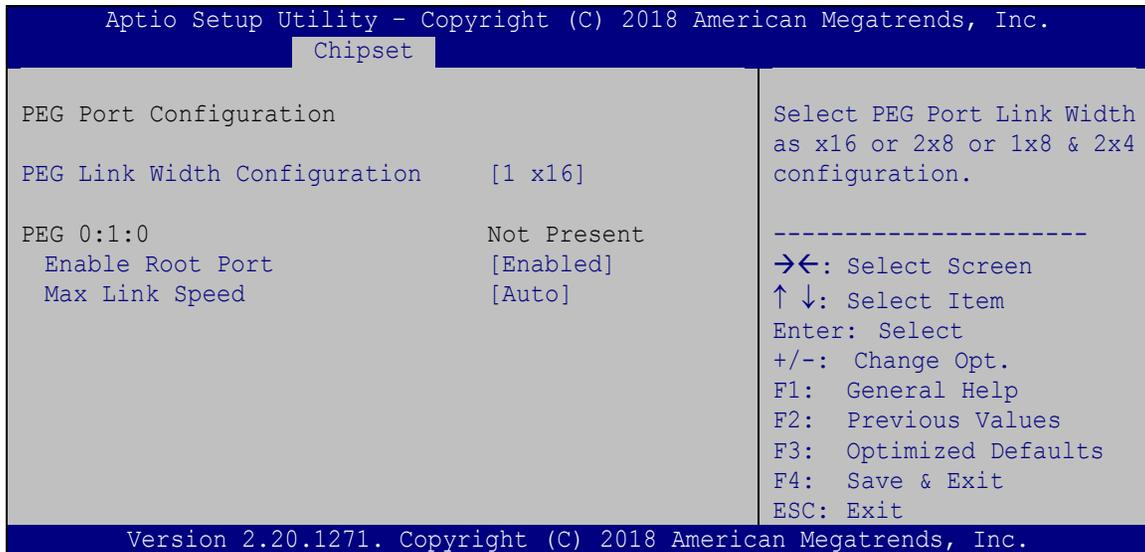 Aptio Setup Utility – Copyright (C) 2018 American Megatrends, Inc.
Chipset
PEG Port Configuration
PEG Link Width Configuration [1 x16]
PEG 0:1:0 Not Present
Enable Root Port [Enabled]
Max Link Speed [Auto]
Select PEG Port Link Width
as x16 or 2x8 or 1x8 & 2x4
configuration.
----------------------
→←: Select Screen
↑ ↓: Select Item
Enter: Select
+/-: Change Opt.
F1: General Help
F2: Previous Values
F3: Optimized Defaults
F4: Save & Exit
ESC: Exit
Version 2.20.1271. Copyright (C) 2018 American Megatrends, Inc.